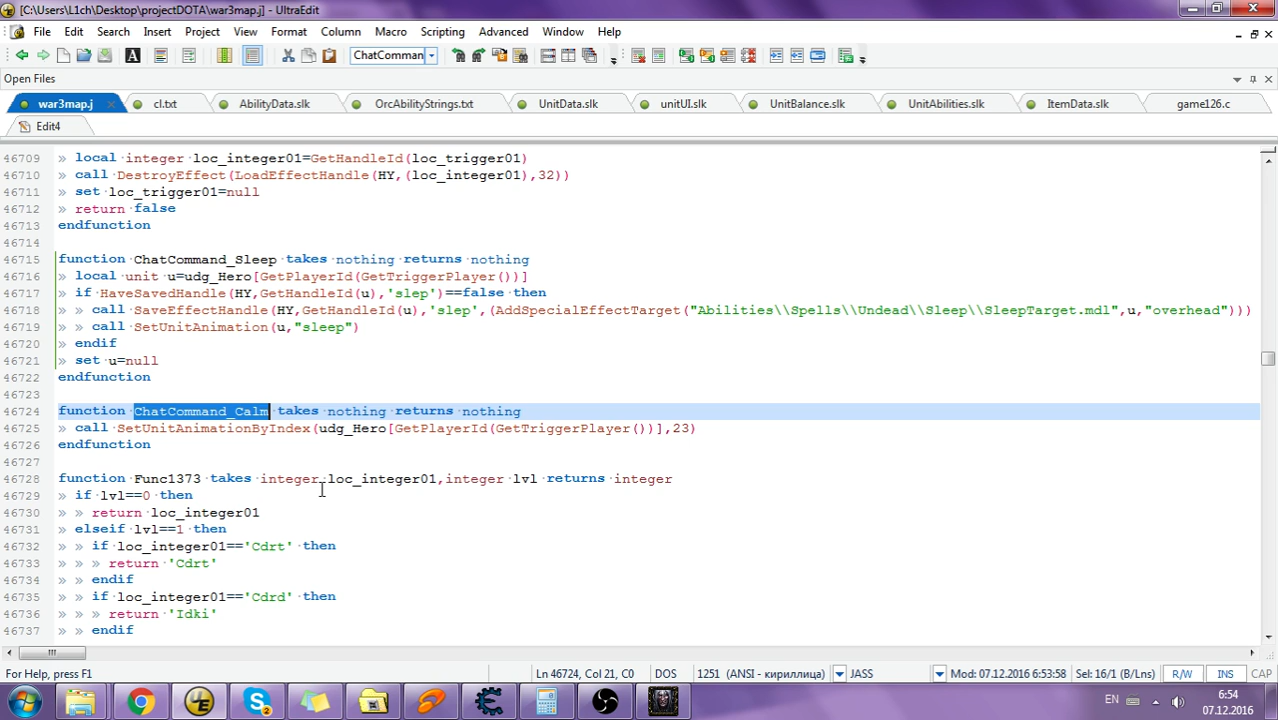 [C:\Users\L1ch\Desktop\projectDOTA\war3map.j] - UltraEdit
File Edit Search Insert Project View Format Column Macro Scripting Advanced Window Help
ChatComman
Open Files
war3map.j cl.txt AbilityData.slk OrcAbilityStrings.txt UnitData.slk unitUI.slk UnitBalance.slk UnitAbilities.slk ItemData.slk game126.c
Edit4
46709 » local·integer·loc_integer01=GetHandleId(loc_trigger01)
46710 » call·DestroyEffect(LoadEffectHandle(HY,(loc_integer01),32))
46711 » set·loc_trigger01=null
46712 » return·false
46713 endfunction
46714
46715 function·ChatCommand_Sleep·takes·nothing·returns·nothing
46716 » local·unit·u=udg_Hero[GetPlayerId(GetTriggerPlayer())]
46717 » if·HaveSavedHandle(HY,GetHandleId(u),'slep')==false·then
46718 » » call·SaveEffectHandle(HY,GetHandleId(u),'slep',(AddSpecialEffectTarget("Abilities\\Spells\\Undead\\Sleep\\SleepTarget.mdl",u,"overhead")))
46719 » » call·SetUnitAnimation(u,"sleep")
46720 » endif
46721 » set·u=null
46722 endfunction
46723
46724 function·ChatCommand_Calm·takes·nothing·returns·nothing
46725 » call·SetUnitAnimationByIndex(udg_Hero[GetPlayerId(GetTriggerPlayer())],23)
46726 endfunction
46727
46728 function·Func1373·takes·integer·loc_integer01,integer·lvl·returns·integer
46729 » if·lvl==0·then
46730 » » return·loc_integer01
46731 » elseif·lvl==1·then
46732 » » if·loc_integer01=='Cdrt'·then
46733 » » » return·'Cdrt'
46734 » » endif
46735 » » if·loc_integer01=='Cdrd'·then
46736 » » » return·'Idki'
46737 » » endif
For Help, press F1 Ln 46724, Col 21, C0 DOS 1251 (ANSI - кириллица) JASS Mod: 07.12.2016 6:53:58 Sel: 16/1 (B/Lns) R/W INS CAP
EN 6:54
07.12.2016